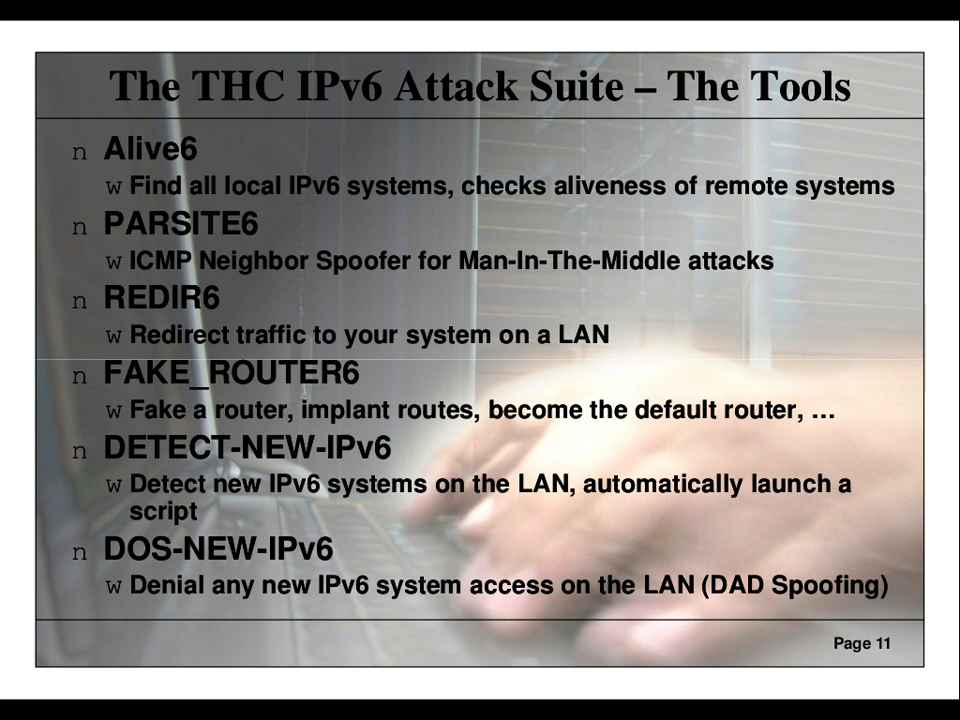 The THC IPv6 Attack Suite – The Tools
n Alive6
w Find all local IPv6 systems, checks aliveness of remote systems
n PARSITE6
w ICMP Neighbor Spoofer for Man-In-The-Middle attacks
n REDIR6
w Redirect traffic to your system on a LAN
n FAKE_ROUTER6
w Fake a router, implant routes, become the default router, …
n DETECT-NEW-IPv6
w Detect new IPv6 systems on the LAN, automatically launch a
script
n DOS-NEW-IPv6
w Denial any new IPv6 system access on the LAN (DAD Spoofing)
Page 11